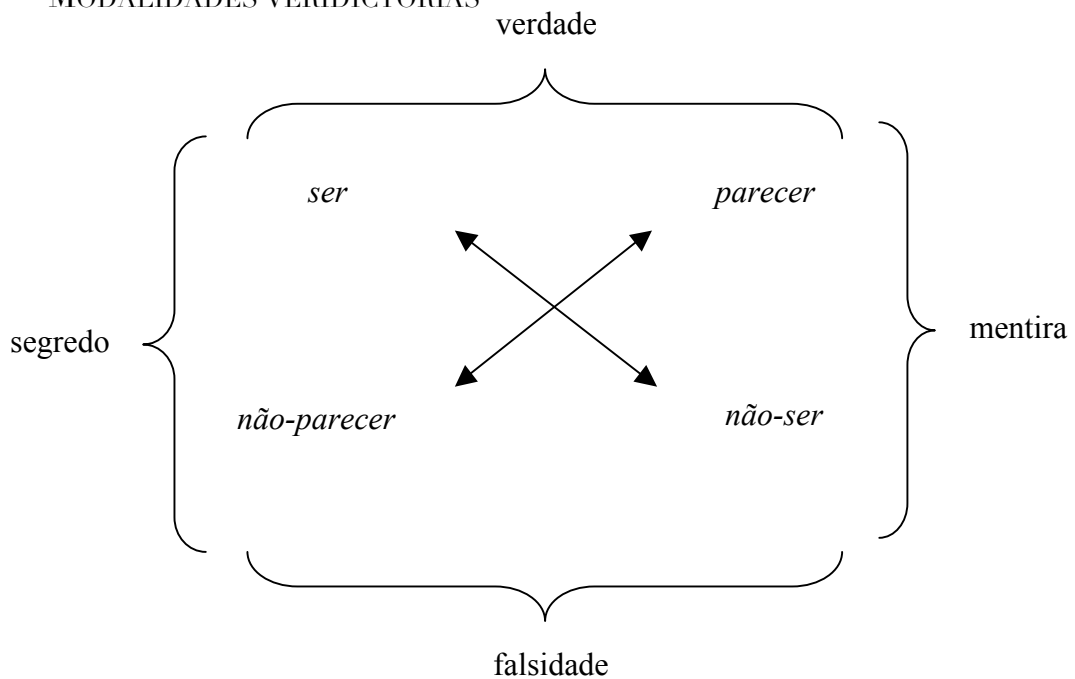 MODALIDADES VERIDICTÓRIAS
verdade
ser
parecer
segredo
mentira
não-parecer
não-ser
falsidade